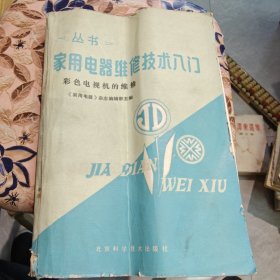 丛书
家用电器维修技术入门
彩色电视机的维修
《家用电器》杂志编辑部主编
JIA DIAN
WEI XIU
北京科学技术出版社